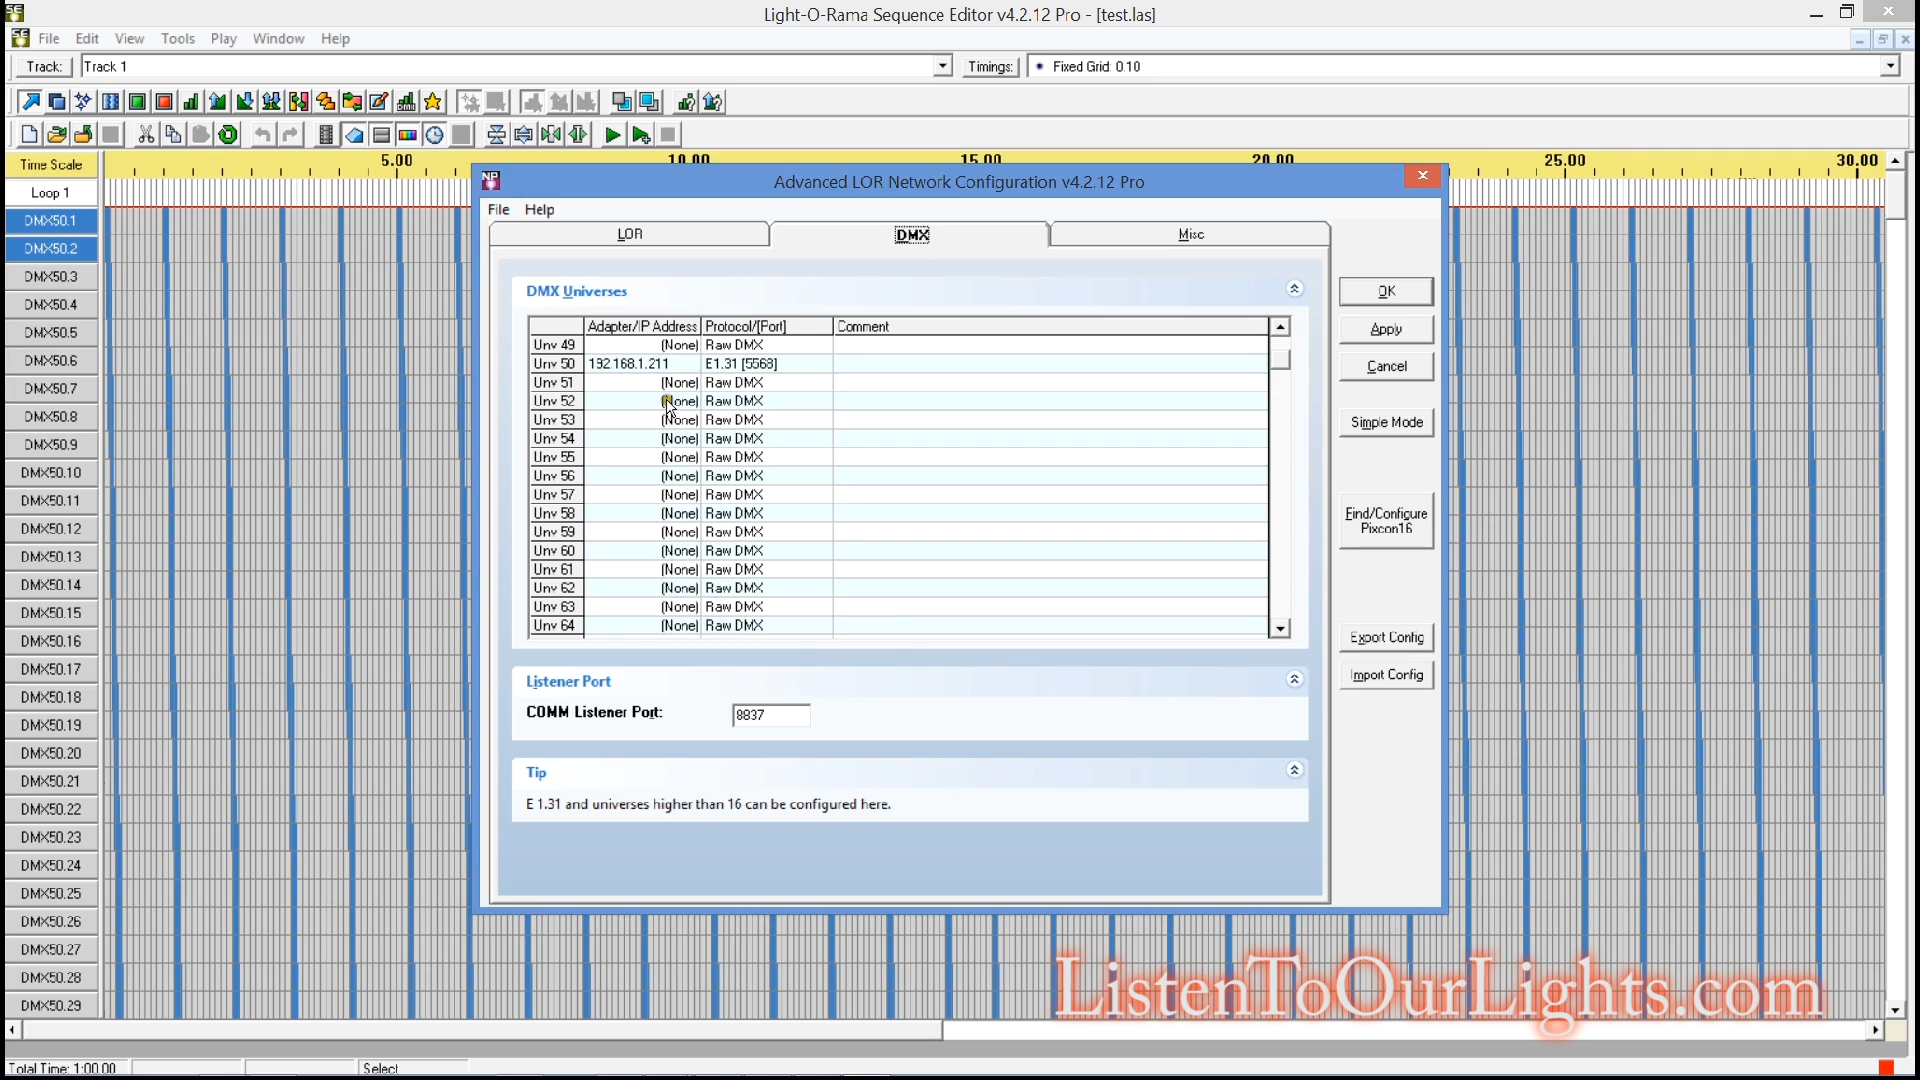 Light-O-Rama Sequence Editor v4.2.12 Pro - [test.las]
File Edit View Tools Play Window Help
Track: Track 1 Timings: Fixed Grid: 0.10
Time Scale 5.00 10.00 15.00 20.00 25.00 30.00
Loop 1
DMX50.1
DMX50.2
DMX50.3
DMX50.4
DMX50.5
DMX50.6
DMX50.7
DMX50.8
DMX50.9
DMX50.10
DMX50.11
DMX50.12
DMX50.13
DMX50.14
DMX50.15
DMX50.16
DMX50.17
DMX50.18
DMX50.19
DMX50.20
DMX50.21
DMX50.22
DMX50.23
DMX50.24
DMX50.25
DMX50.26
DMX50.27
DMX50.28
DMX50.29
NP Advanced LOR Network Configuration v4.2.12 Pro
File Help
LOR DMX Misc
DMX Universes
Adapter/IP Address Protocol/[Port] Comment
Unv 49 (None) Raw DMX
Unv 50 192.168.1.211 E1.31 [5568]
Unv 51 (None) Raw DMX
Unv 52 (None) Raw DMX
Unv 53 (None) Raw DMX
Unv 54 (None) Raw DMX
Unv 55 (None) Raw DMX
Unv 56 (None) Raw DMX
Unv 57 (None) Raw DMX
Unv 58 (None) Raw DMX
Unv 59 (None) Raw DMX
Unv 60 (None) Raw DMX
Unv 61 (None) Raw DMX
Unv 62 (None) Raw DMX
Unv 63 (None) Raw DMX
Unv 64 (None) Raw DMX
Listener Port
COMM Listener Port: 8837
Tip
E 1.31 and universes higher than 16 can be configured here.
OK
Apply
Cancel
Simple Mode
Find/Configure
Pixcon16
Export Config
Import Config
ListenToOurLights.com
Total Time: 1:00.00 Select